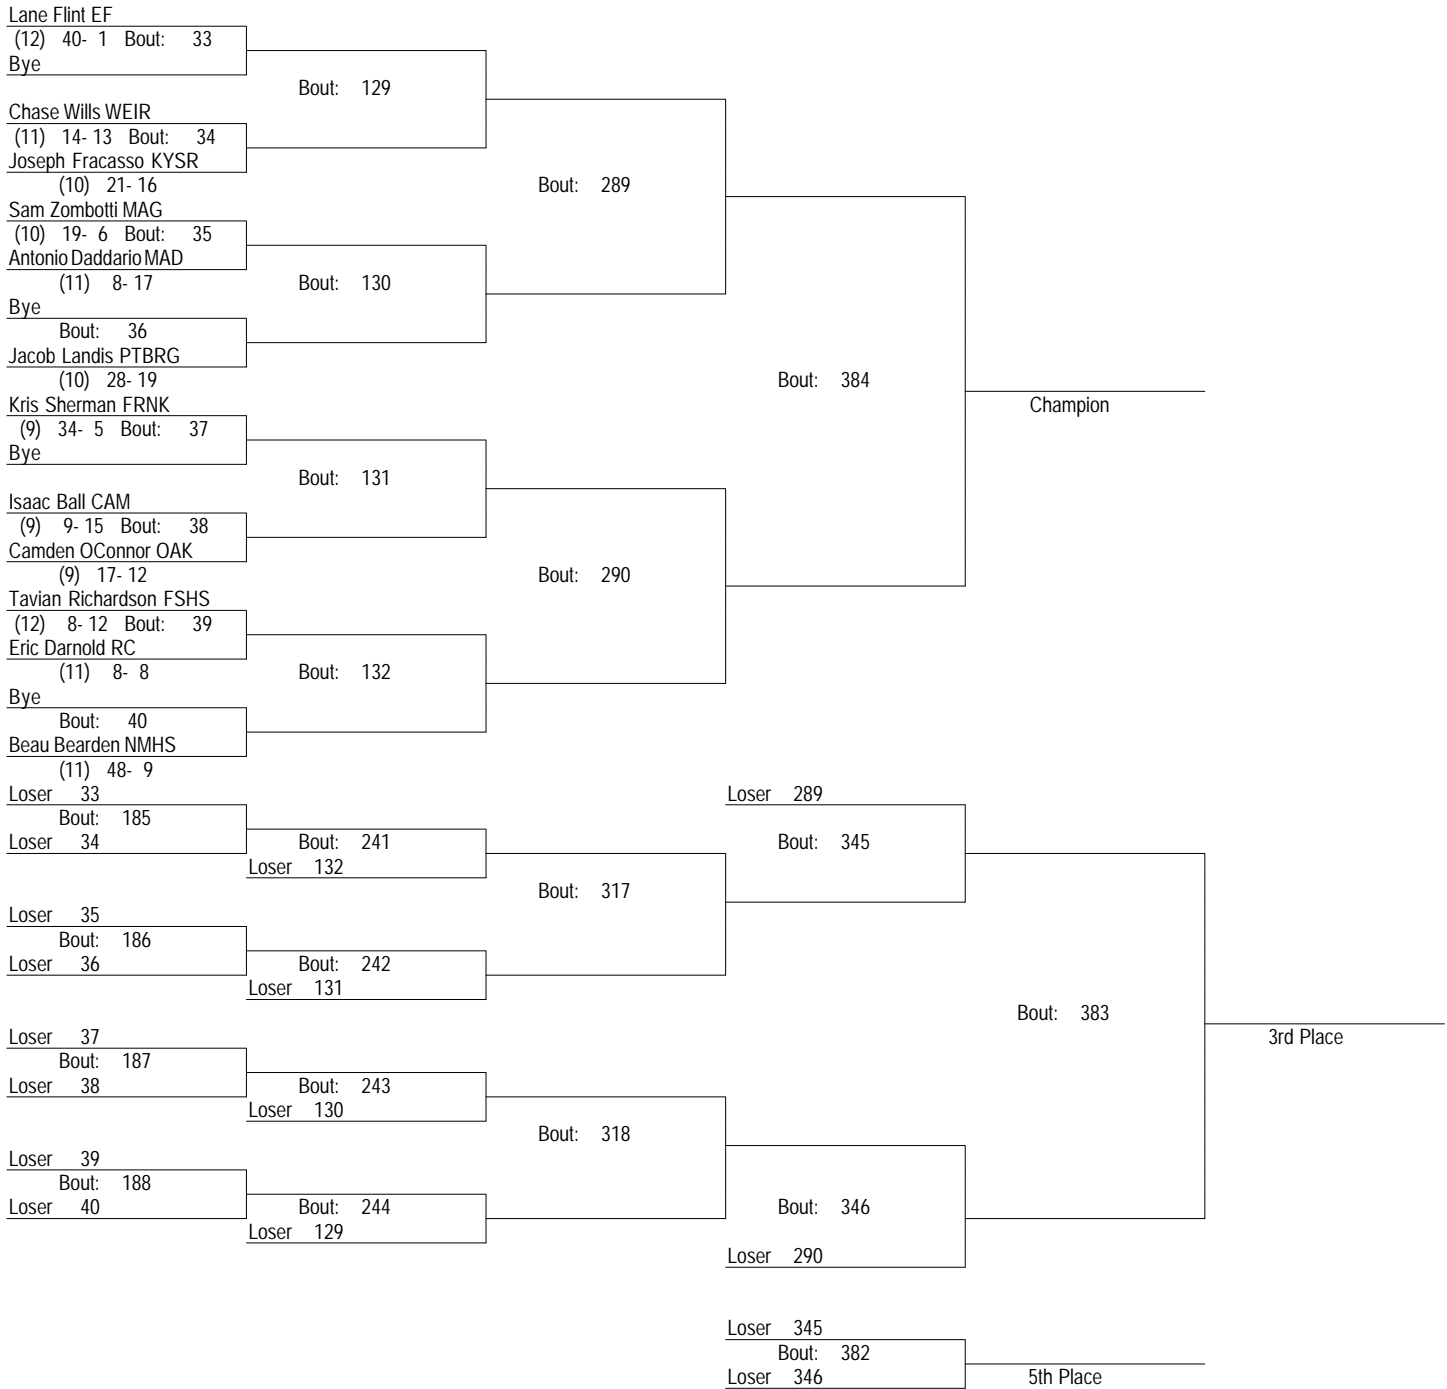 Lane Flint EF
(12) 40- 1 Bout: 33
Bye
Bout: 129
Chase Wills WEIR
(11) 14- 13 Bout: 34
Joseph Fracasso KYSR
(10) 21- 16
Bout: 289
Sam Zombotti MAG
(10) 19- 6 Bout: 35
Antonio Daddario MAD
(11) 8- 17
Bout: 130
Bye
Bout: 36
Jacob Landis PTBRG
(10) 28- 19
Bout: 384
Champion
Kris Sherman FRNK
(9) 34- 5 Bout: 37
Bye
Bout: 131
Isaac Ball CAM
(9) 9- 15 Bout: 38
Camden OConnor OAK
(9) 17- 12
Bout: 290
Tavian Richardson FSHS
(12) 8- 12 Bout: 39
Eric Darnold RC
(11) 8- 8
Bout: 132
Bye
Bout: 40
Beau Bearden NMHS
(11) 48- 9
Loser 33
Bout: 185
Loser 34
Bout: 241
Loser 132
Loser 289
Bout: 345
Bout: 317
Loser 35
Bout: 186
Loser 36
Bout: 242
Loser 131
Bout: 383
3rd Place
Loser 37
Bout: 187
Loser 38
Bout: 243
Loser 130
Bout: 318
Loser 39
Bout: 188
Loser 40
Bout: 244
Loser 129
Bout: 346
Loser 290
Loser 345
Bout: 382
Loser 346
5th Place